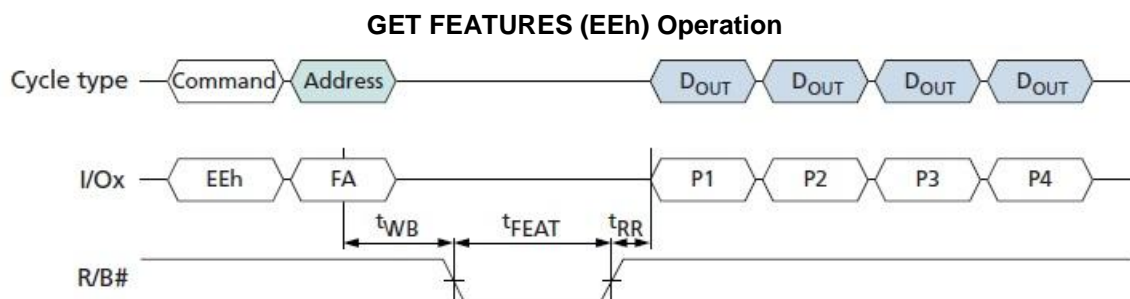 GET FEATURES (EEh) Operation
Cycle type Command Address DOUT DOUT DOUT DOUT
I/Ox EEh FA P1 P2 P3 P4
tWB tFEAT tRR
R/B#